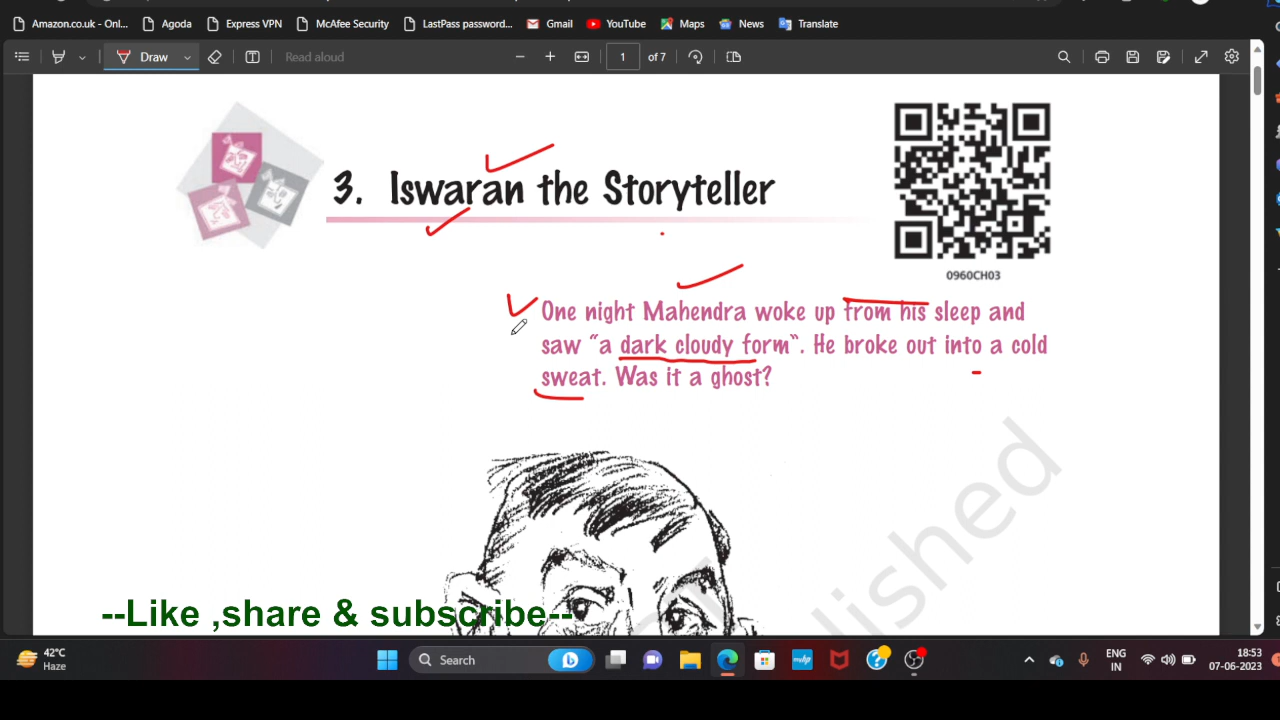 Amazon.co.uk - Onl...
Agoda
Express VPN
McAfee Security
LastPass password...
Gmail
YouTube
Maps
News
Translate
Draw
Read aloud
1
of 7
3. Iswaran the Storyteller
0960CH03
One night Mahendra woke up from his sleep and
saw “a dark cloudy form”. He broke out into a cold
sweat. Was it a ghost?
lished
--Like ,share & subscribe--
42°C
Haze
Search
ENG
IN
18:53
07-06-2023